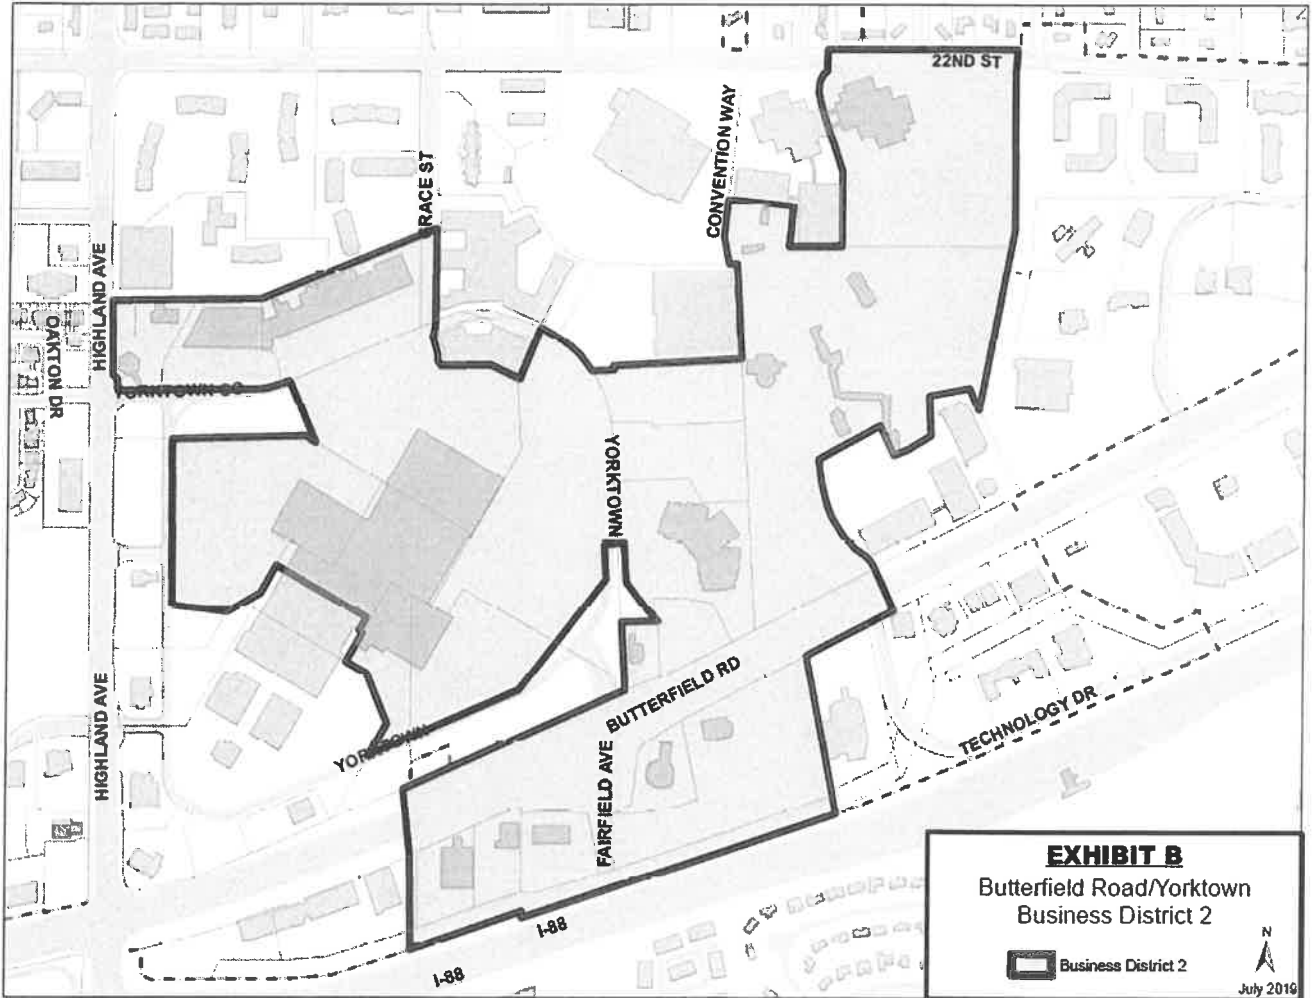 22ND ST
CONVENTION WAY
RACE ST
HIGHLAND AVE
OAKTON DR
YORKTOWN
HIGHLAND AVE
BUTTERFIELD RD
YORKTOWN
FAIRFIELD AVE
TECHNOLOGY DR
I-88
I-88
EXHIBIT B
Butterfield Road/Yorktown
Business District 2
Business District 2
N
July 2019